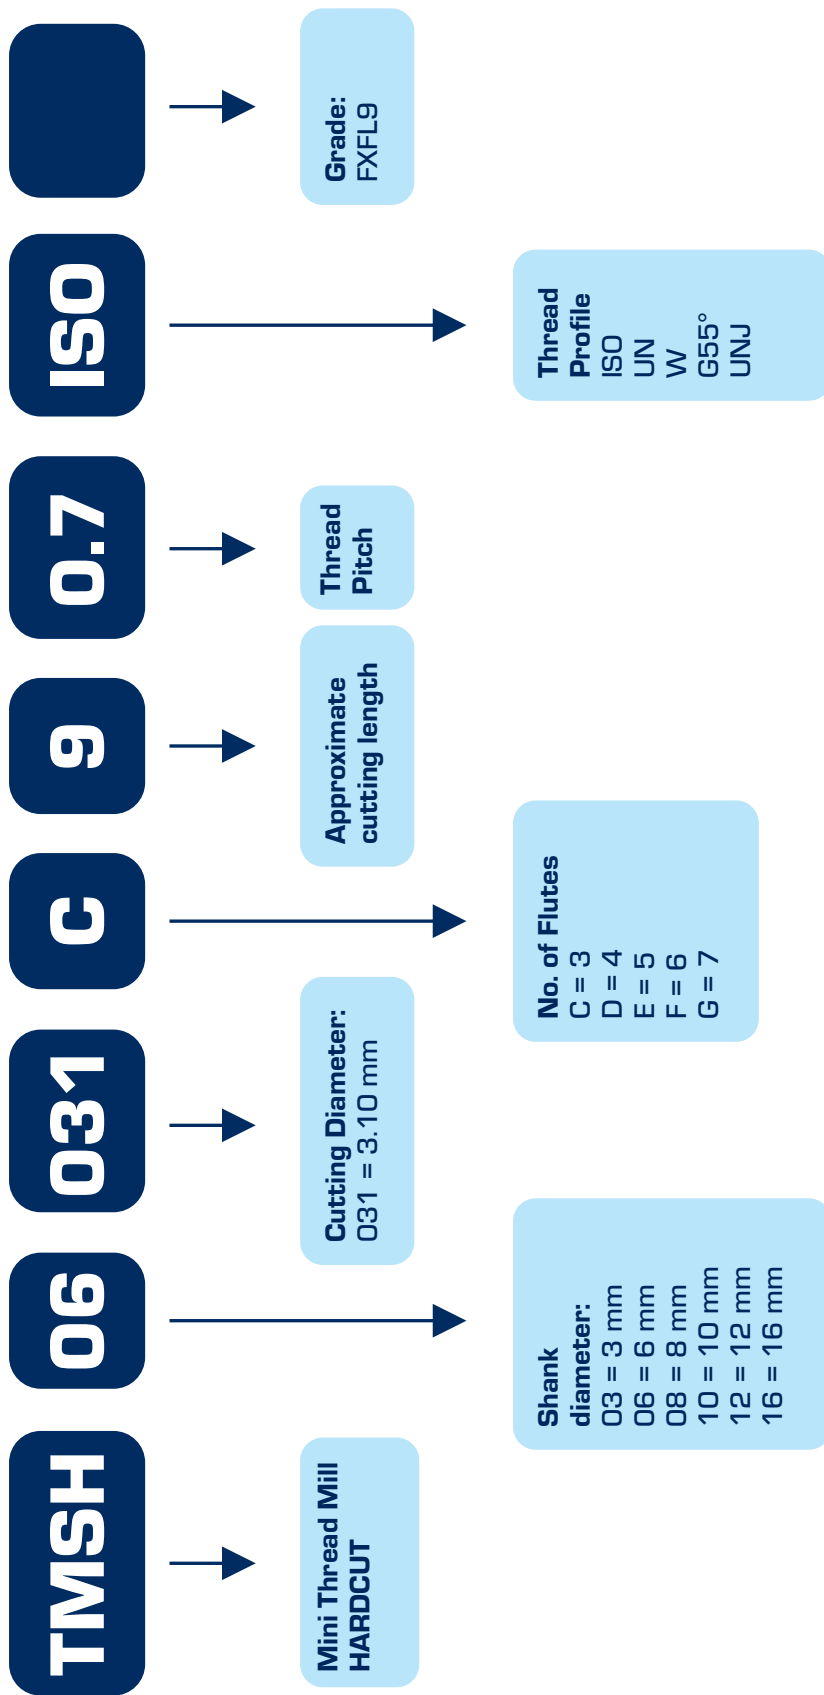 TMSH
06
031
C
9
0.7
ISO
Mini Thread Mill
HARDCUT
Shank
diameter:
03 = 3 mm
06 = 6 mm
08 = 8 mm
10 = 10 mm
12 = 12 mm
16 = 16 mm
Cutting Diameter:
031 = 3.10 mm
No. of Flutes
C = 3
D = 4
E = 5
F = 6
G = 7
Approximate
cutting length
Thread
Pitch
Thread
Profile
ISO
UN
W
G55°
UNJ
Grade:
FXFL9